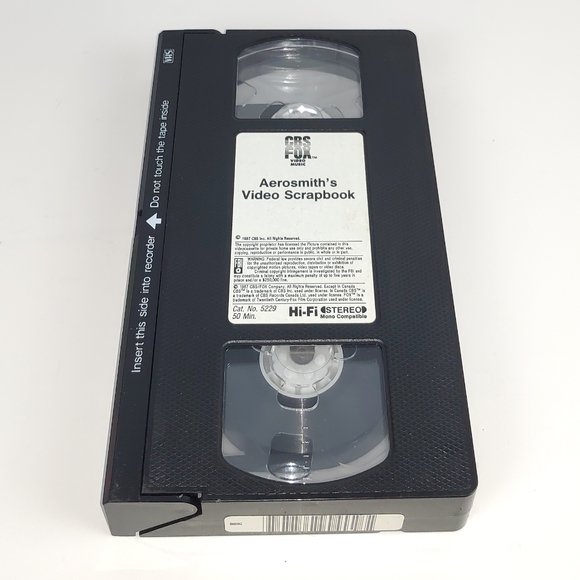 VHS
Insert this side into recorder Do not touch the tape inside
CBS
FOX™
VIDEO
MUSIC
Aerosmith's
Video Scrapbook
© 1987 CBS Inc. All Rights Reserved.
The copyright proprietor has licensed the Picture contained in this
videocassette for private home use only and prohibits any other use,
copying, reproduction or performance in public, in whole or in part.
WARNING: Federal law provides severe civil and criminal penalties
for the unauthorized reproduction, distribution or exhibition of
copyrighted motion pictures, video tapes or video discs.
Criminal copyright infringement is investigated by the FBI and
may constitute a felony with a maximum penalty of up to five years in
prison and/or a $250,000 fine.
© 1987 CBS/FOX Company. All Rights Reserved. Except in Canada
CBS™ is a trademark of CBS Inc. used under license. In Canada CBS™ is
a trademark of CBS Records Canada Ltd. used under license. FOX™ is a
trademark of Twentieth Century-Fox Film Corporation used under license.
Cat. No. 5229
50 Min.
Hi-Fi STEREO
Mono Compatible